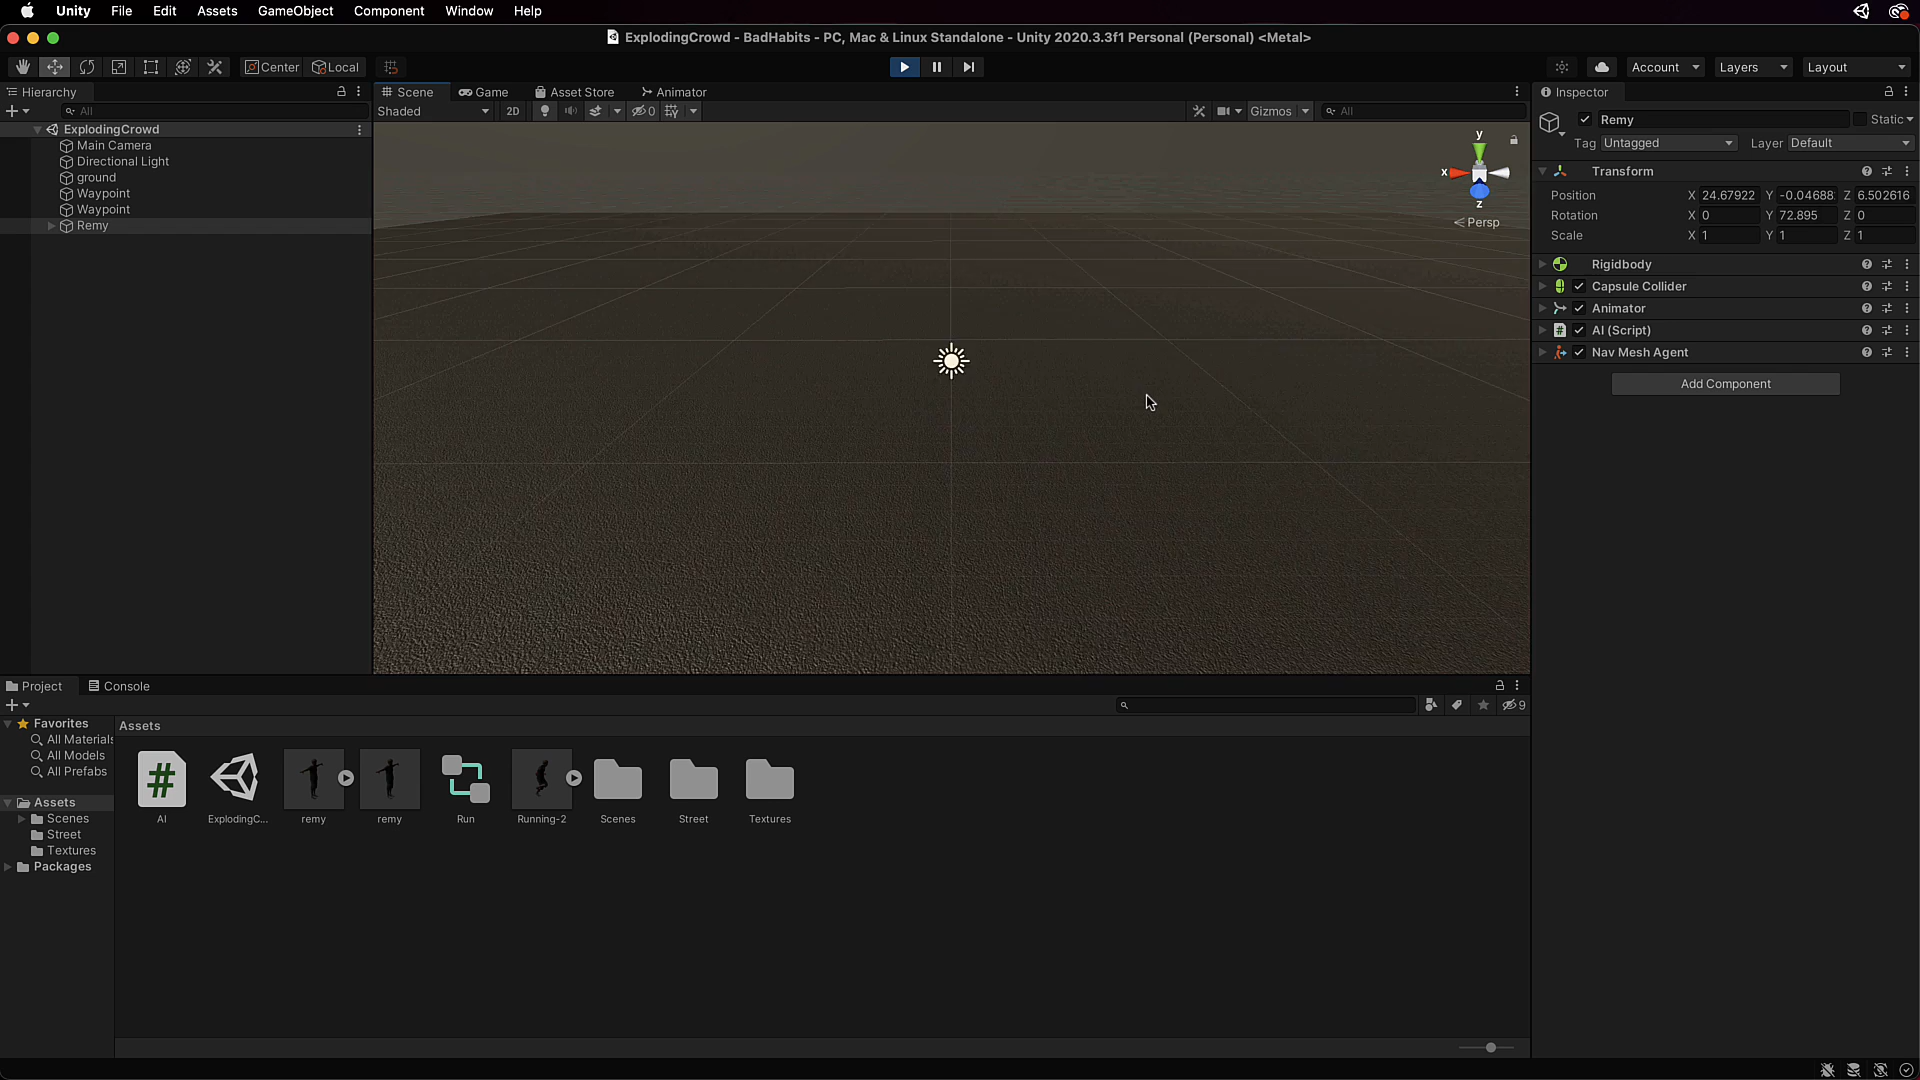 Unity File Edit Assets GameObject Component Window Help
ExplodingCrowd - BadHabits - PC, Mac & Linux Standalone - Unity 2020.3.3f1 Personal (Personal) <Metal>
Center Local Account Layers Layout
Hierarchy
All
ExplodingCrowd
Main Camera
Directional Light
ground
Waypoint
Waypoint
Remy
Scene Game Asset Store Animator
Shaded 2D 0 Gizmos All
y
x
z
Persp
Inspector
Remy Static
Tag Untagged Layer Default
Transform
Position X 24.67922 Y -0.04688 Z 6.502616
Rotation X 0 Y 72.895 Z 0
Scale X 1 Y 1 Z 1
Rigidbody
Capsule Collider
Animator
AI (Script)
Nav Mesh Agent
Add Component
Project Console
9
Favorites
All Materials
All Models
All Prefabs
Assets
Scenes
Street
Textures
Packages
Assets
AI ExplodingC... remy remy Run Running-2 Scenes Street Textures